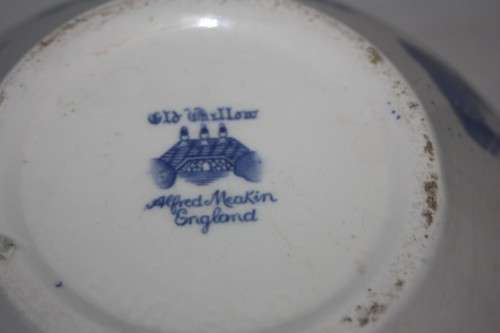 Old Willow
Alfred Meakin
England